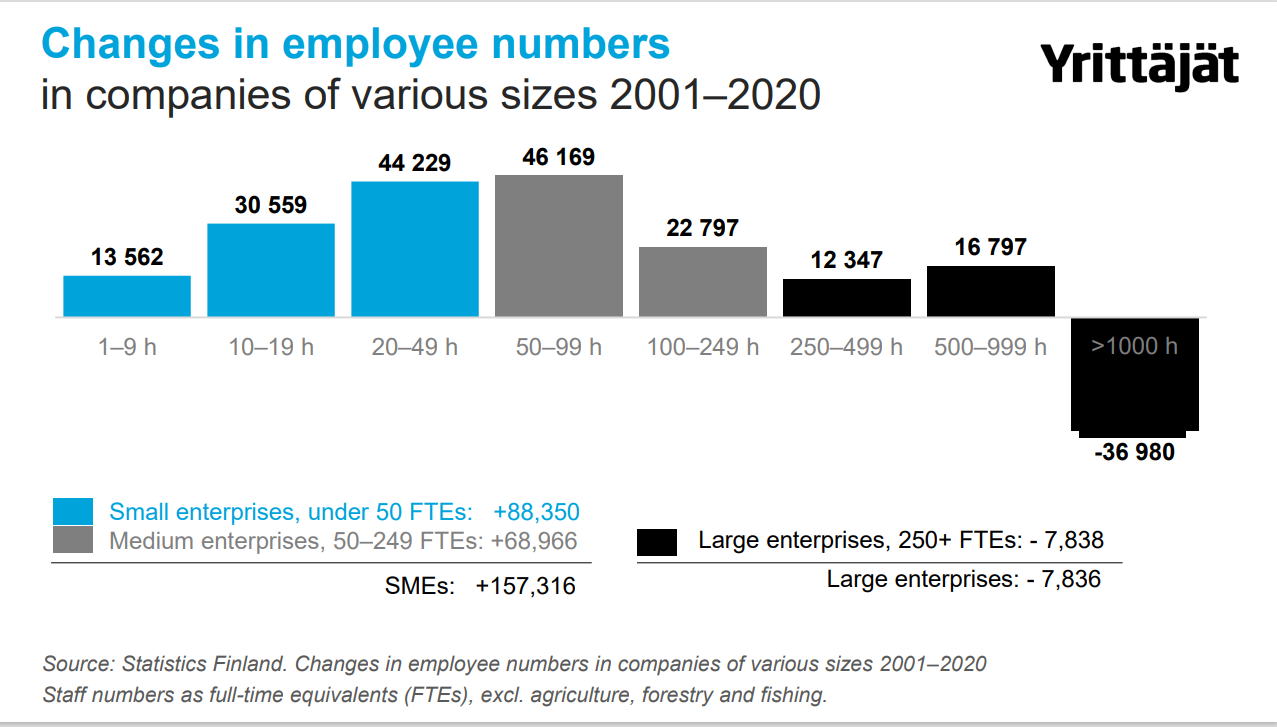 Changes in employee numbers
in companies of various sizes 2001–2020
Yrittäjät
13 562
30 559
44 229
46 169
22 797
12 347
16 797
1–9 h
10–19 h
20–49 h
50–99 h
100–249 h
250–499 h
500–999 h
>1000 h
-36 980
Small enterprises, under 50 FTEs: +88,350
Medium enterprises, 50–249 FTEs: +68,966
SMEs: +157,316
Large enterprises, 250+ FTEs: - 7,838
Large enterprises: - 7,836
Source: Statistics Finland. Changes in employee numbers in companies of various sizes 2001–2020
Staff numbers as full-time equivalents (FTEs), excl. agriculture, forestry and fishing.